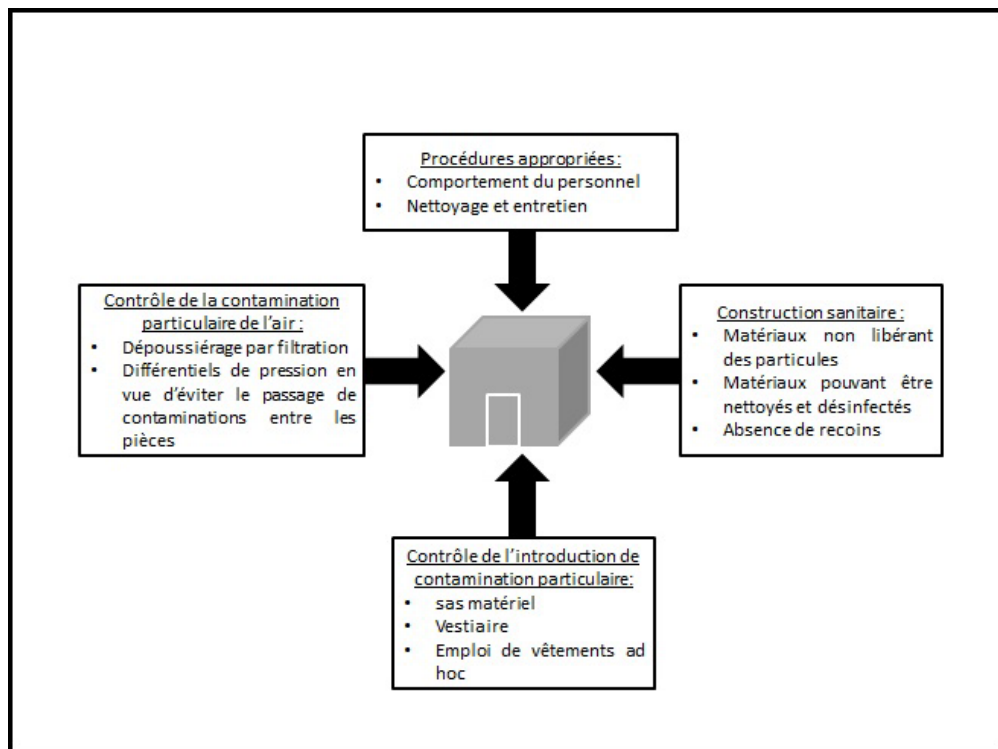 Procédures appropriées :
• Comportement du personnel
• Nettoyage et entretien
Contrôle de la contamination
particulaire de l’air :
• Dépoussiérage par filtration
• Différentiels de pression en
vue d’éviter le passage de
contaminations entre les
pièces
Construction sanitaire :
• Matériaux non libérant
des particules
• Matériaux pouvant être
nettoyés et désinfectés
• Absence de recoins
Contrôle de l’introduction de
contamination particulaire:
• sas matériel
• Vestiaire
• Emploi de vêtements ad
hoc